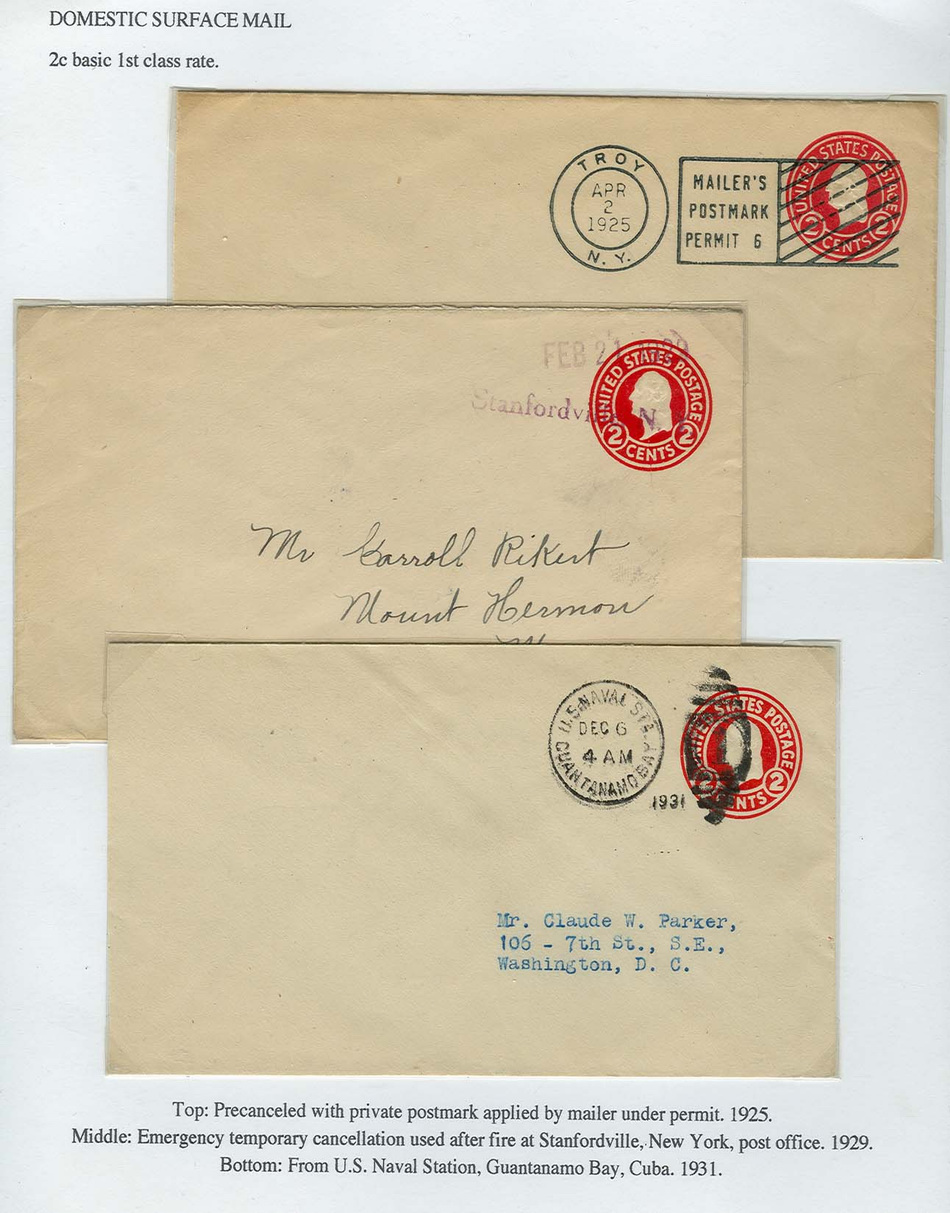 DOMESTIC SURFACE MAIL
2c basic 1st class rate.
TROY
APR
2
1925
N. Y.
MAILER'S
POSTMARK
PERMIT 6
UNITED STATES POSTAGE
2 CENTS 2
FEB 21
Stanfordville, N. Y.
UNITED STATES POSTAGE
2 CENTS 2
Mr Carroll Rikert
Mount Hermon
U.S. NAVAL STA.
DEC 6
4 AM
GUANTANAMO BAY
1931
UNITED STATES POSTAGE
2 CENTS 2
Mr. Claude W. Parker,
106 - 7th St., S.E.,
Washington, D. C.
Top: Precanceled with private postmark applied by mailer under permit. 1925.
Middle: Emergency temporary cancellation used after fire at Stanfordville, New York, post office. 1929.
Bottom: From U.S. Naval Station, Guantanamo Bay, Cuba. 1931.